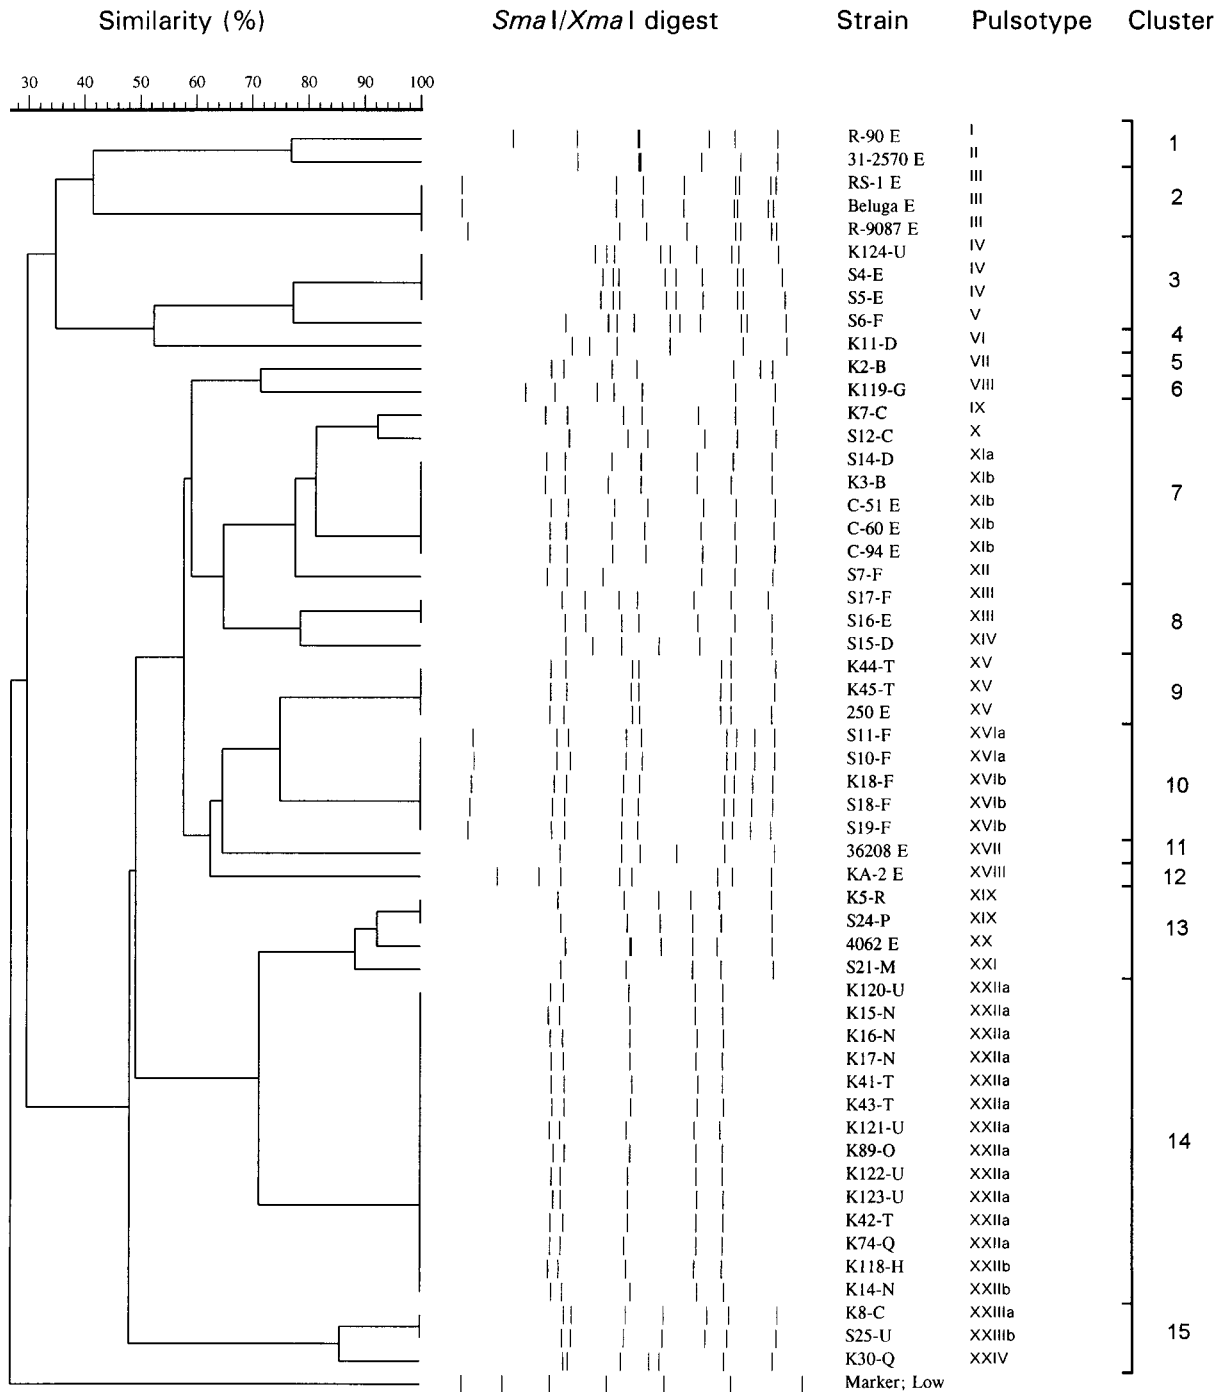 Similarity (%) Sma I/Xma I digest Strain Pulsotype Cluster
30 40 50 60 70 80 90 100
R-90 E I 1
31-2570 E II
RS-1 E III
Beluga E III 2
R-9087 E III
K124-U IV
S4-E IV 3
S5-E IV
S6-F V
K11-D VI 4
K2-B VII 5
K119-G VIII 6
K7-C IX
S12-C X
S14-D XIa
K3-B XIb 7
C-51 E XIb
C-60 E XIb
C-94 E XIb
S7-F XII
S17-F XIII
S16-E XIII 8
S15-D XIV
K44-T XV
K45-T XV 9
250 E XV
S11-F XVIa
S10-F XVIa
K18-F XVIb 10
S18-F XVIb
S19-F XVIb
36208 E XVII 11
KA-2 E XVIII 12
K5-R XIX
S24-P XIX 13
4062 E XX
S21-M XXI
K120-U XXIIa
K15-N XXIIa
K16-N XXIIa
K17-N XXIIa
K41-T XXIIa
K43-T XXIIa
K121-U XXIIa 14
K89-O XXIIa
K122-U XXIIa
K123-U XXIIa
K42-T XXIIa
K74-Q XXIIa
K118-H XXIIb
K14-N XXIIb
K8-C XXIIIa
S25-U XXIIIb 15
K30-Q XXIV
Marker; Low